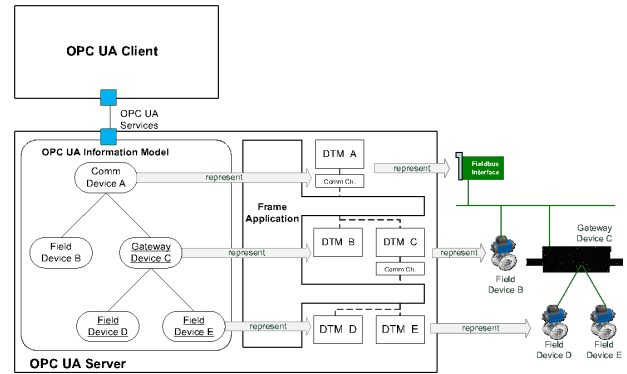 OPC UA Client
OPC UA
Services
OPC UA Information Model
Comm
Device A
Field
Device B
Gateway
Device C
Field
Device D
Field
Device E
represent
represent
represent
Frame
Application
DTM A
Comm Ch.
DTM B
DTM C
Comm Ch.
DTM D
DTM E
represent
represent
represent
Fieldbus
Interface
Gateway
Device C
Field
Device B
Field
Device D
Field
Device E
OPC UA Server